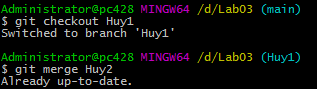 Administrator@pc428 MINGW64 /d/Lab03 (main)
$ git checkout Huy1
Switched to branch 'Huy1'
Administrator@pc428 MINGW64 /d/Lab03 (Huy1)
$ git merge Huy2
Already up-to-date.